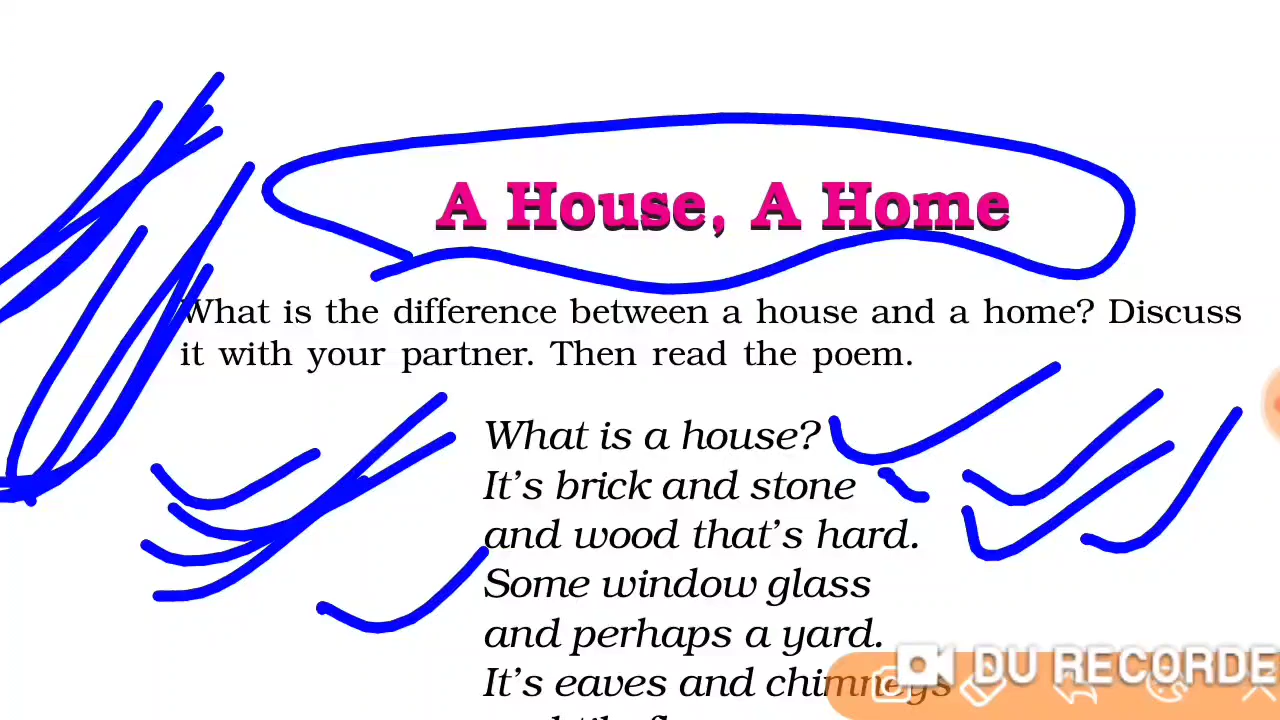 A House, A Home
What is the difference between a house and a home? Discuss
it with your partner. Then read the poem.
What is a house?
It's brick and stone
and wood that's hard.
Some window glass
and perhaps a yard.
It's eaves and chimneys
DU RECORDE